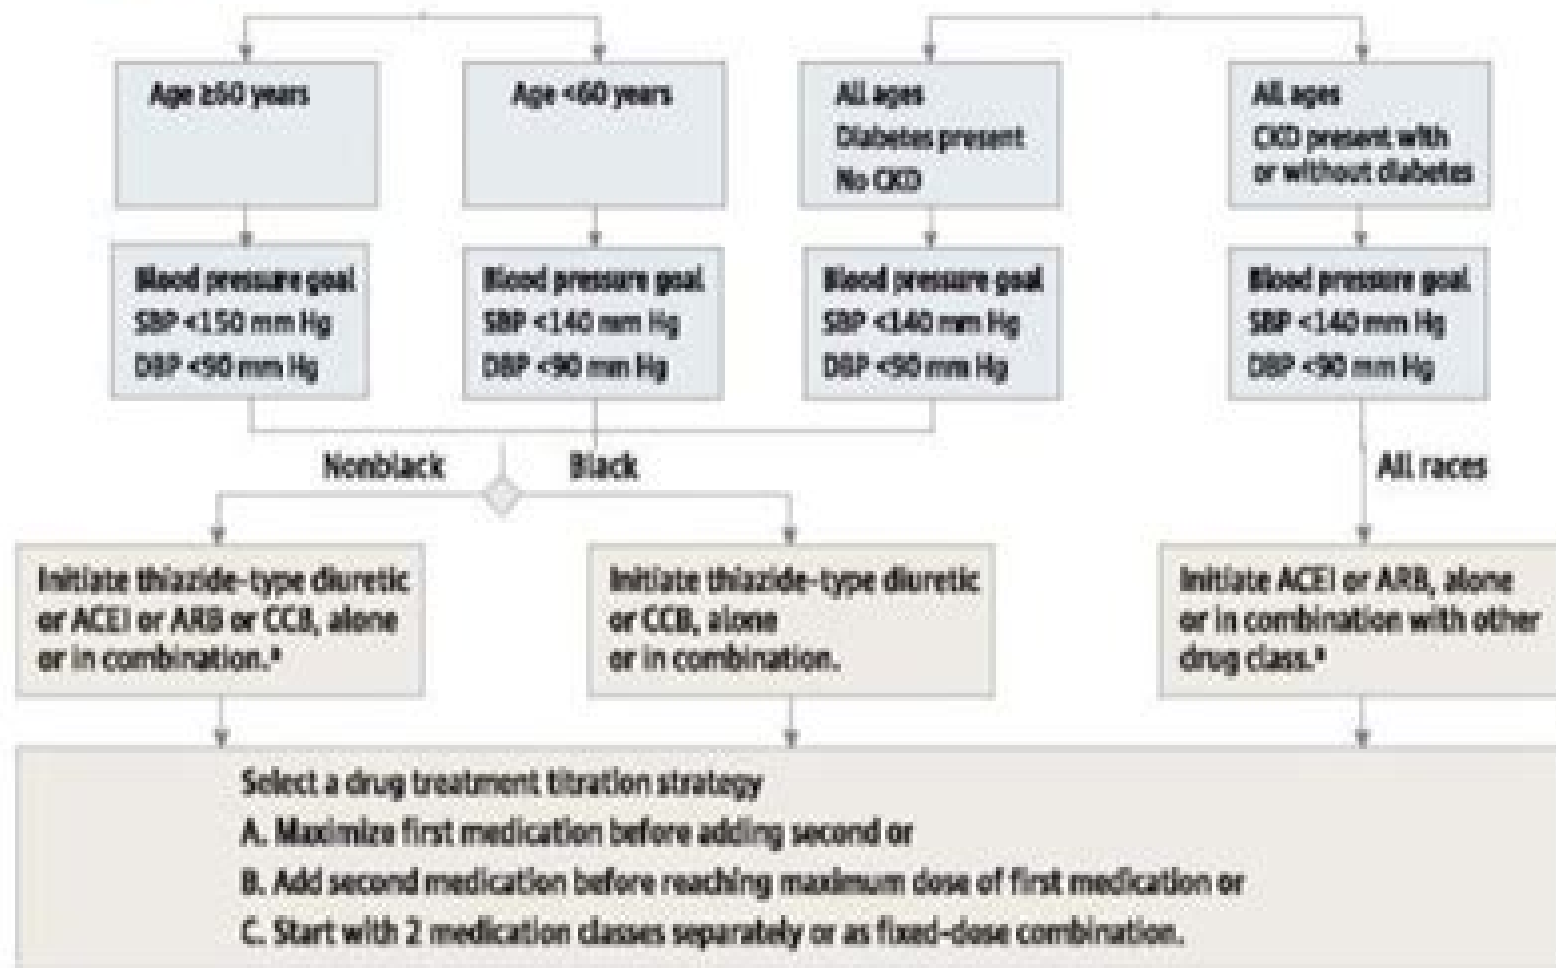 Age ≥60 years
Age <60 years
All ages
Diabetes present
No CKD
All ages
CKD present with
or without diabetes
Blood pressure goal
SBP <150 mm Hg
DBP <90 mm Hg
Blood pressure goal
SBP <140 mm Hg
DBP <90 mm Hg
Blood pressure goal
SBP <140 mm Hg
DBP <90 mm Hg
Blood pressure goal
SBP <140 mm Hg
DBP <90 mm Hg
Nonblack
Black
All races
Initiate thiazide-type diuretic
or ACEI or ARB or CCB, alone
or in combination.ª
Initiate thiazide-type diuretic
or CCB, alone
or in combination.
Initiate ACEI or ARB, alone
or in combination with other
drug class.ª
Select a drug treatment titration strategy
A. Maximize first medication before adding second or
B. Add second medication before reaching maximum dose of first medication or
C. Start with 2 medication classes separately or as fixed-dose combination.